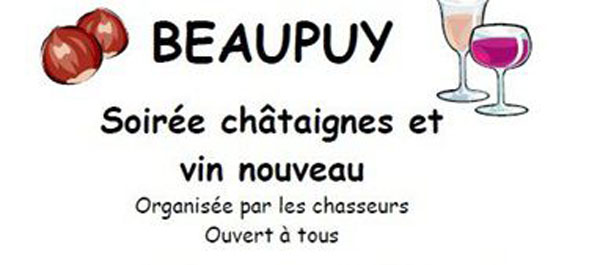 BEAUPUY
Soirée châtaignes et
vin nouveau
Organisée par les chasseurs
Ouvert à tous